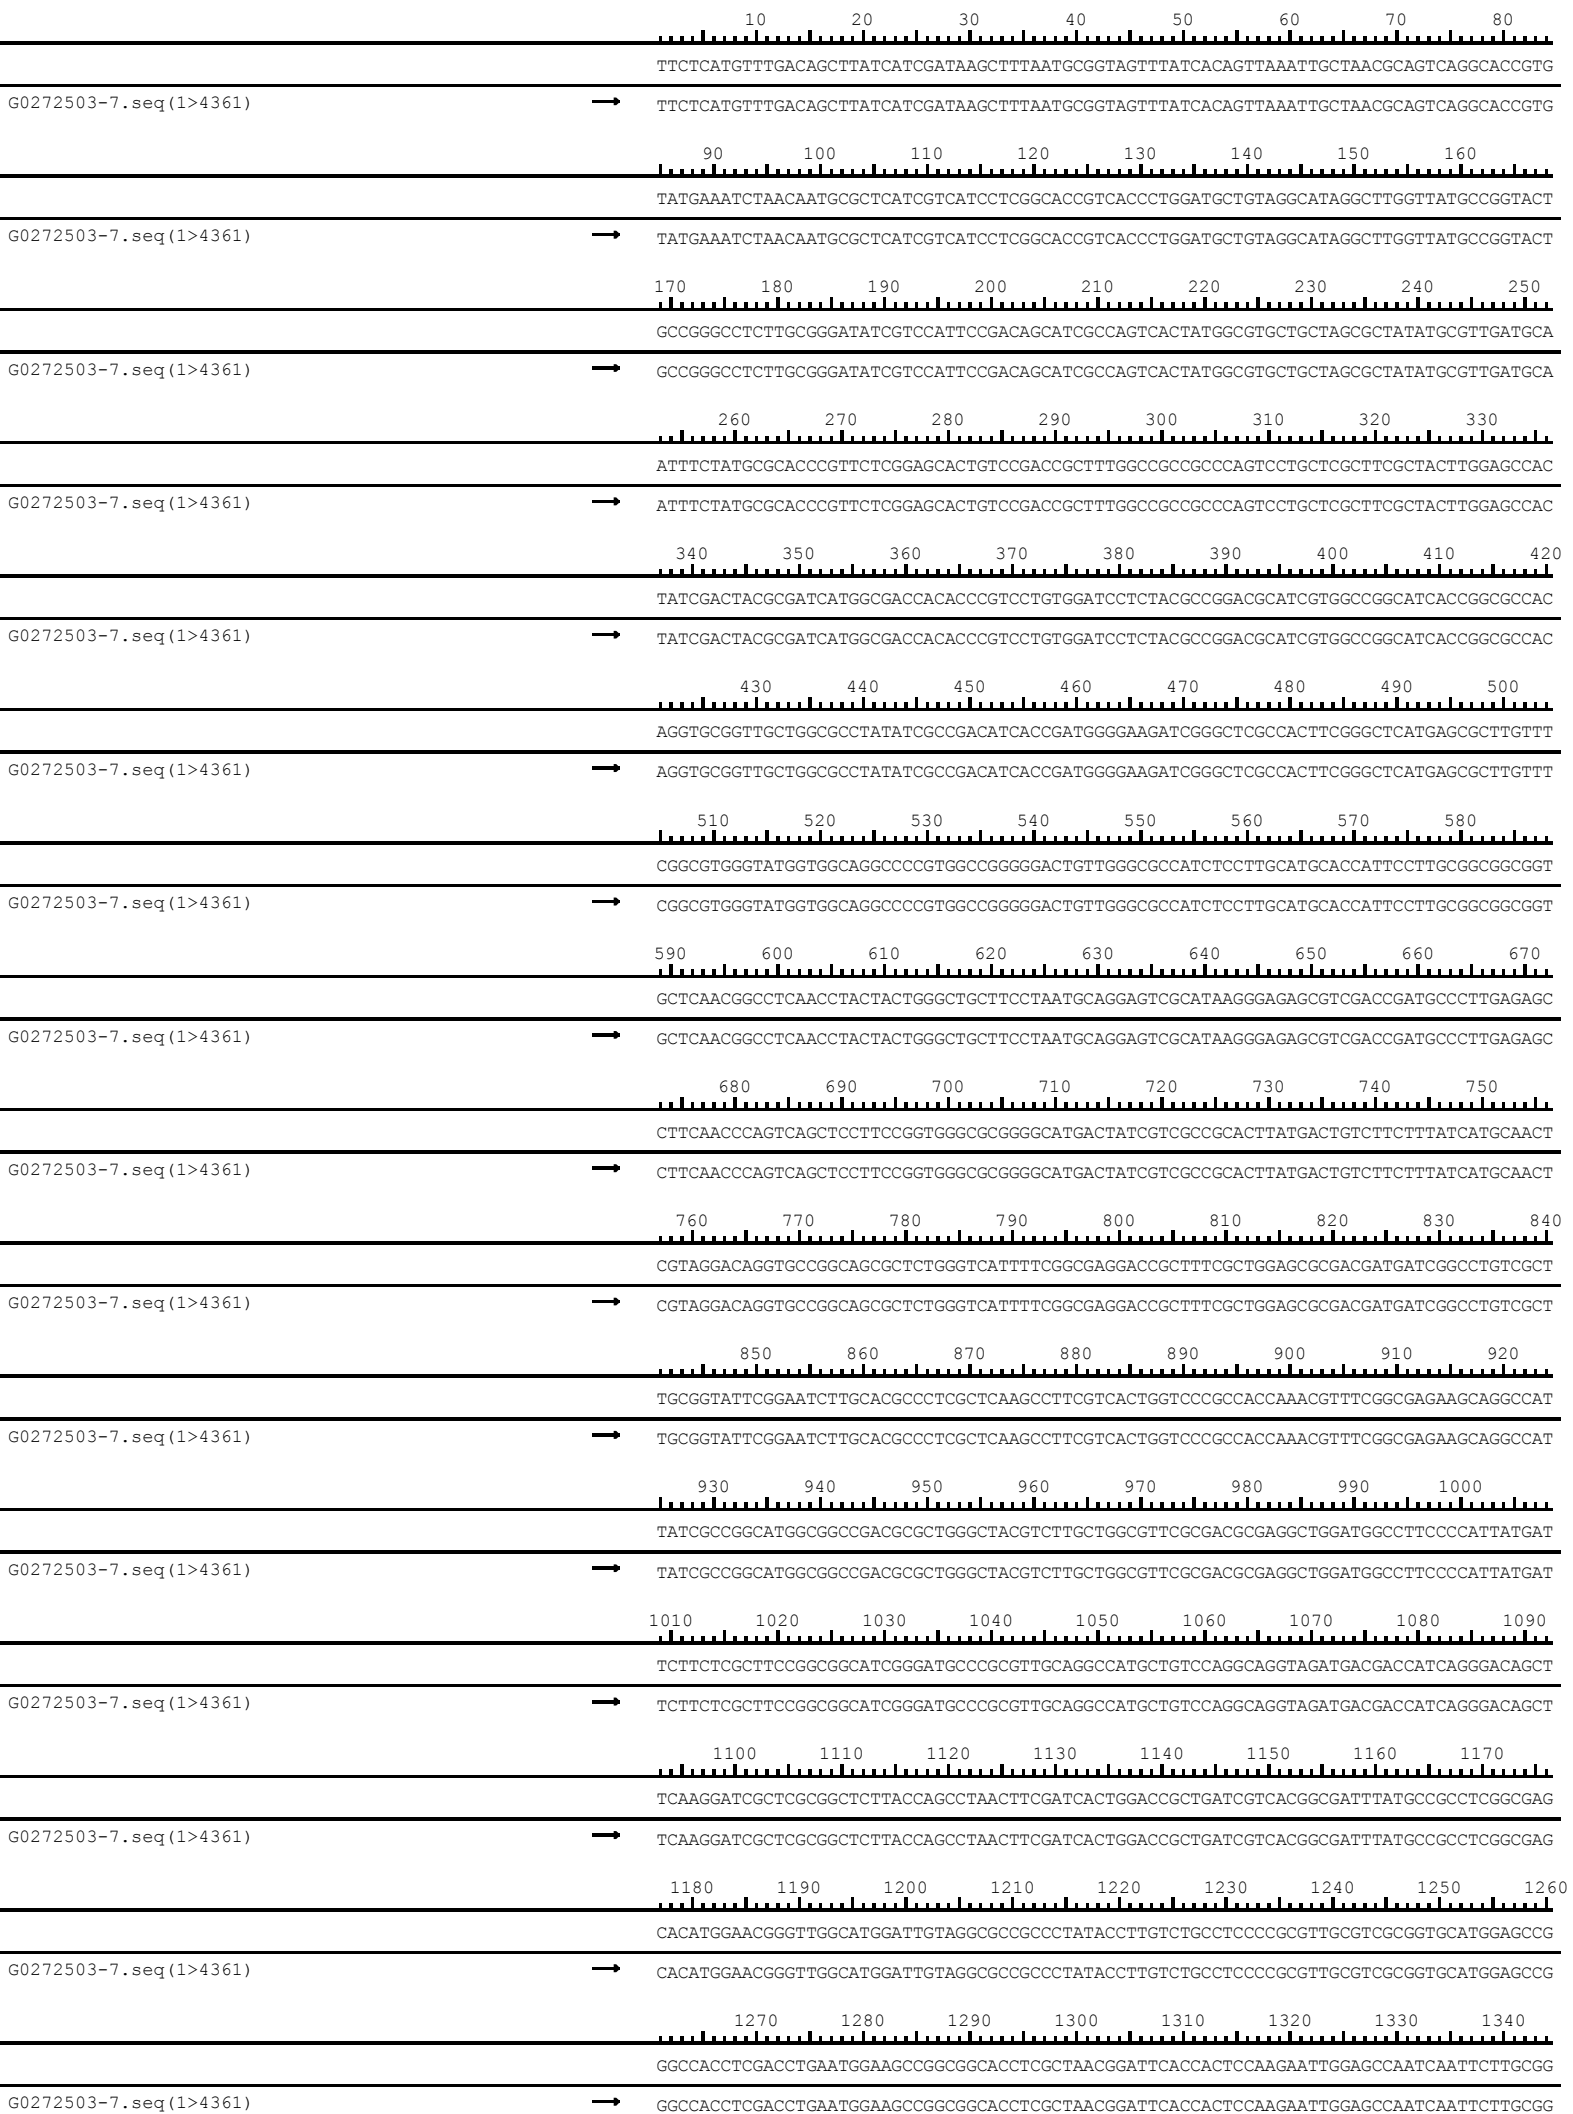 10 20 30 40 50 60 70 80
TTCTCATGTTTGACAGCTTATCATCGATAAGCTTTAATGCGGTAGTTTATCACAGTTAAATTGCTAACGCAGTCAGGCACCGTG
G0272503-7.seq(1>4361) → TTCTCATGTTTGACAGCTTATCATCGATAAGCTTTAATGCGGTAGTTTATCACAGTTAAATTGCTAACGCAGTCAGGCACCGTG
90 100 110 120 130 140 150 160
TATGAAATCTAACAATGCGCTCATCGTCATCCTCGGCACCGTCACCCTGGATGCTGTAGGCATAGGCTTGGTTATGCCGGTACT
G0272503-7.seq(1>4361) → TATGAAATCTAACAATGCGCTCATCGTCATCCTCGGCACCGTCACCCTGGATGCTGTAGGCATAGGCTTGGTTATGCCGGTACT
170 180 190 200 210 220 230 240 250
GCCGGGCCTCTTGCGGGATATCGTCCATTCCGACAGCATCGCCAGTCACTATGGCGTGCTGCTAGCGCTATATGCGTTGATGCA
G0272503-7.seq(1>4361) → GCCGGGCCTCTTGCGGGATATCGTCCATTCCGACAGCATCGCCAGTCACTATGGCGTGCTGCTAGCGCTATATGCGTTGATGCA
260 270 280 290 300 310 320 330
ATTTCTATGCGCACCCGTTCTCGGAGCACTGTCCGACCGCTTTGGCCGCCGCCCAGTCCTGCTCGCTTCGCTACTTGGAGCCAC
G0272503-7.seq(1>4361) → ATTTCTATGCGCACCCGTTCTCGGAGCACTGTCCGACCGCTTTGGCCGCCGCCCAGTCCTGCTCGCTTCGCTACTTGGAGCCAC
340 350 360 370 380 390 400 410 420
TATCGACTACGCGATCATGGCGACCACACCCGTCCTGTGGATCCTCTACGCCGGACGCATCGTGGCCGGCATCACCGGCGCCAC
G0272503-7.seq(1>4361) → TATCGACTACGCGATCATGGCGACCACACCCGTCCTGTGGATCCTCTACGCCGGACGCATCGTGGCCGGCATCACCGGCGCCAC
430 440 450 460 470 480 490 500
AGGTGCGGTTGCTGGCGCCTATATCGCCGACATCACCGATGGGGAAGATCGGGCTCGCCACTTCGGGCTCATGAGCGCTTGTTT
G0272503-7.seq(1>4361) → AGGTGCGGTTGCTGGCGCCTATATCGCCGACATCACCGATGGGGAAGATCGGGCTCGCCACTTCGGGCTCATGAGCGCTTGTTT
510 520 530 540 550 560 570 580
CGGCGTGGGTATGGTGGCAGGCCCCGTGGCCGGGGGACTGTTGGGCGCCATCTCCTTGCATGCACCATTCCTTGCGGCGGCGGT
G0272503-7.seq(1>4361) → CGGCGTGGGTATGGTGGCAGGCCCCGTGGCCGGGGGACTGTTGGGCGCCATCTCCTTGCATGCACCATTCCTTGCGGCGGCGGT
590 600 610 620 630 640 650 660 670
GCTCAACGGCCTCAACCTACTACTGGGCTGCTTCCTAATGCAGGAGTCGCATAAGGGAGAGCGTCGACCGATGCCCTTGAGAGC
G0272503-7.seq(1>4361) → GCTCAACGGCCTCAACCTACTACTGGGCTGCTTCCTAATGCAGGAGTCGCATAAGGGAGAGCGTCGACCGATGCCCTTGAGAGC
680 690 700 710 720 730 740 750
CTTCAACCCAGTCAGCTCCTTCCGGTGGGCGCGGGGCATGACTATCGTCGCCGCACTTATGACTGTCTTCTTTATCATGCAACT
G0272503-7.seq(1>4361) → CTTCAACCCAGTCAGCTCCTTCCGGTGGGCGCGGGGCATGACTATCGTCGCCGCACTTATGACTGTCTTCTTTATCATGCAACT
760 770 780 790 800 810 820 830 840
CGTAGGACAGGTGCCGGCAGCGCTCTGGGTCATTTTCGGCGAGGACCGCTTTCGCTGGAGCGCGACGATGATCGGCCTGTCGCT
G0272503-7.seq(1>4361) → CGTAGGACAGGTGCCGGCAGCGCTCTGGGTCATTTTCGGCGAGGACCGCTTTCGCTGGAGCGCGACGATGATCGGCCTGTCGCT
850 860 870 880 890 900 910 920
TGCGGTATTCGGAATCTTGCACGCCCTCGCTCAAGCCTTCGTCACTGGTCCCGCCACCAAACGTTTCGGCGAGAAGCAGGCCAT
G0272503-7.seq(1>4361) → TGCGGTATTCGGAATCTTGCACGCCCTCGCTCAAGCCTTCGTCACTGGTCCCGCCACCAAACGTTTCGGCGAGAAGCAGGCCAT
930 940 950 960 970 980 990 1000
TATCGCCGGCATGGCGGCCGACGCGCTGGGCTACGTCTTGCTGGCGTTCGCGACGCGAGGCTGGATGGCCTTCCCCATTATGAT
G0272503-7.seq(1>4361) → TATCGCCGGCATGGCGGCCGACGCGCTGGGCTACGTCTTGCTGGCGTTCGCGACGCGAGGCTGGATGGCCTTCCCCATTATGAT
1010 1020 1030 1040 1050 1060 1070 1080 1090
TCTTCTCGCTTCCGGCGGCATCGGGATGCCCGCGTTGCAGGCCATGCTGTCCAGGCAGGTAGATGACGACCATCAGGGACAGCT
G0272503-7.seq(1>4361) → TCTTCTCGCTTCCGGCGGCATCGGGATGCCCGCGTTGCAGGCCATGCTGTCCAGGCAGGTAGATGACGACCATCAGGGACAGCT
1100 1110 1120 1130 1140 1150 1160 1170
TCAAGGATCGCTCGCGGCTCTTACCAGCCTAACTTCGATCACTGGACCGCTGATCGTCACGGCGATTTATGCCGCCTCGGCGAG
G0272503-7.seq(1>4361) → TCAAGGATCGCTCGCGGCTCTTACCAGCCTAACTTCGATCACTGGACCGCTGATCGTCACGGCGATTTATGCCGCCTCGGCGAG
1180 1190 1200 1210 1220 1230 1240 1250 1260
CACATGGAACGGGTTGGCATGGATTGTAGGCGCCGCCCTATACCTTGTCTGCCTCCCCGCGTTGCGTCGCGGTGCATGGAGCCG
G0272503-7.seq(1>4361) → CACATGGAACGGGTTGGCATGGATTGTAGGCGCCGCCCTATACCTTGTCTGCCTCCCCGCGTTGCGTCGCGGTGCATGGAGCCG
1270 1280 1290 1300 1310 1320 1330 1340
GGCCACCTCGACCTGAATGGAAGCCGGCGGCACCTCGCTAACGGATTCACCACTCCAAGAATTGGAGCCAATCAATTCTTGCGG
G0272503-7.seq(1>4361) → GGCCACCTCGACCTGAATGGAAGCCGGCGGCACCTCGCTAACGGATTCACCACTCCAAGAATTGGAGCCAATCAATTCTTGCGG